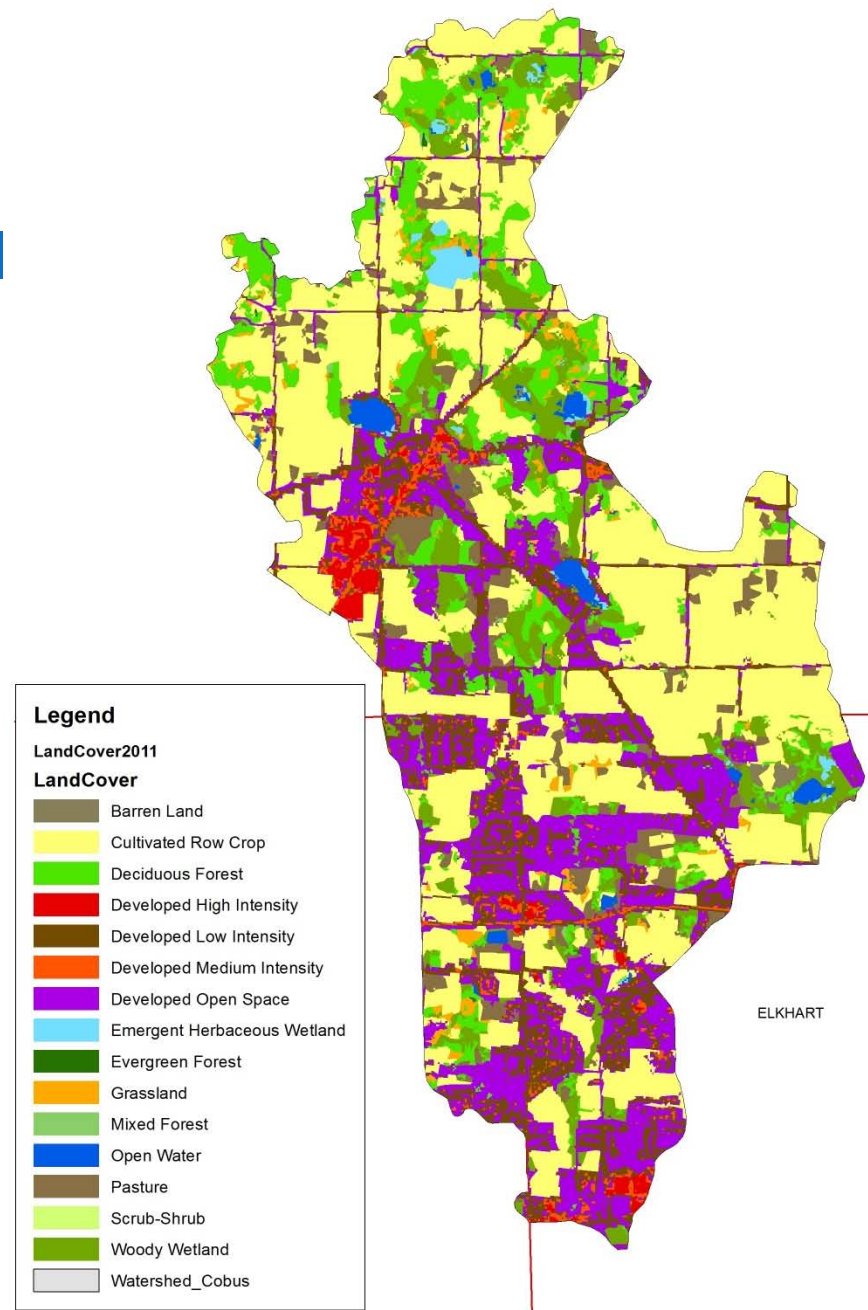 Legend
LandCover2011
LandCover
Barren Land
Cultivated Row Crop
Deciduous Forest
Developed High Intensity
Developed Low Intensity
Developed Medium Intensity
Developed Open Space
Emergent Herbaceous Wetland
Evergreen Forest
Grassland
Mixed Forest
Open Water
Pasture
Scrub-Shrub
Woody Wetland
Watershed_Cobus
ELKHART